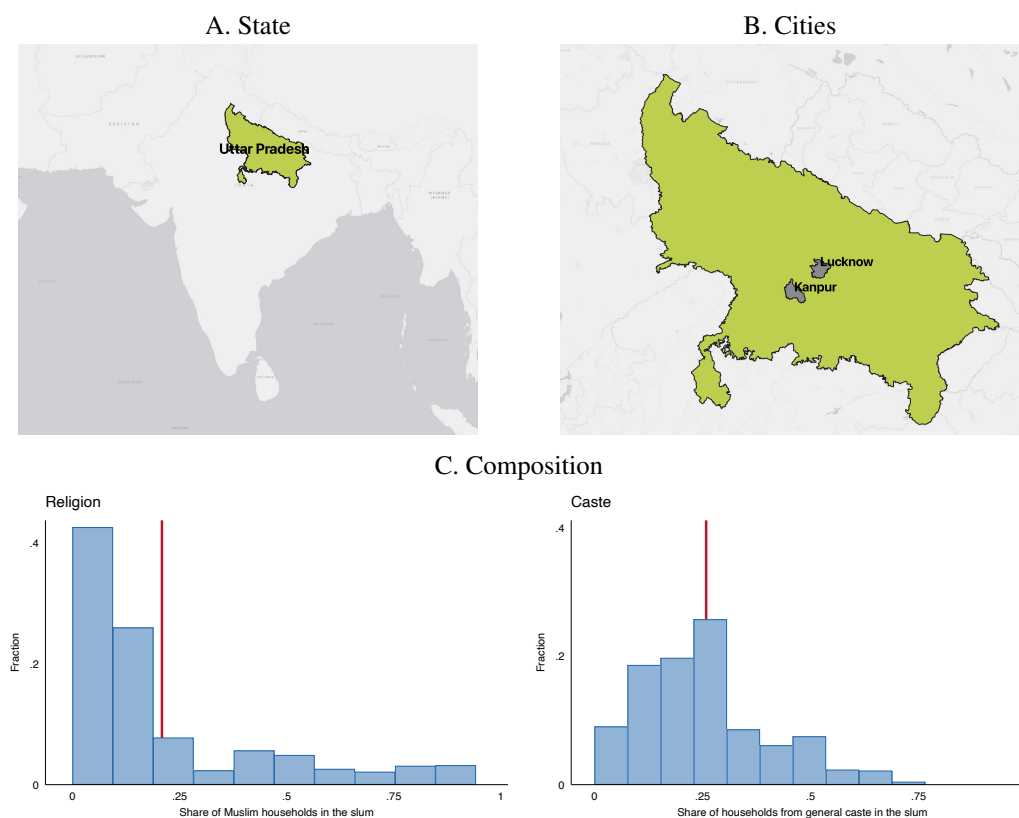 A. State
B. Cities
AFGHANISTAN
PAKISTAN
Uttar Pradesh
Lucknow
Kanpur
C. Composition
Religion
Caste
Fraction
.4
.2
0
0
.25
.5
.75
1
Share of Muslim households in the slum
Fraction
.4
.2
0
0
.25
.5
.75
Share of households from general caste in the slum